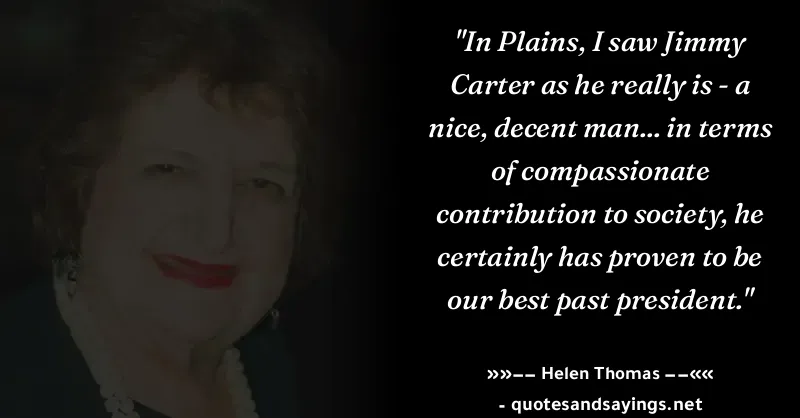 "In Plains, I saw Jimmy
Carter as he really is - a
nice, decent man... in terms
of compassionate
contribution to society, he
certainly has proven to be
our best past president."
»»–– Helen Thomas ––««
- quotesandsayings.net